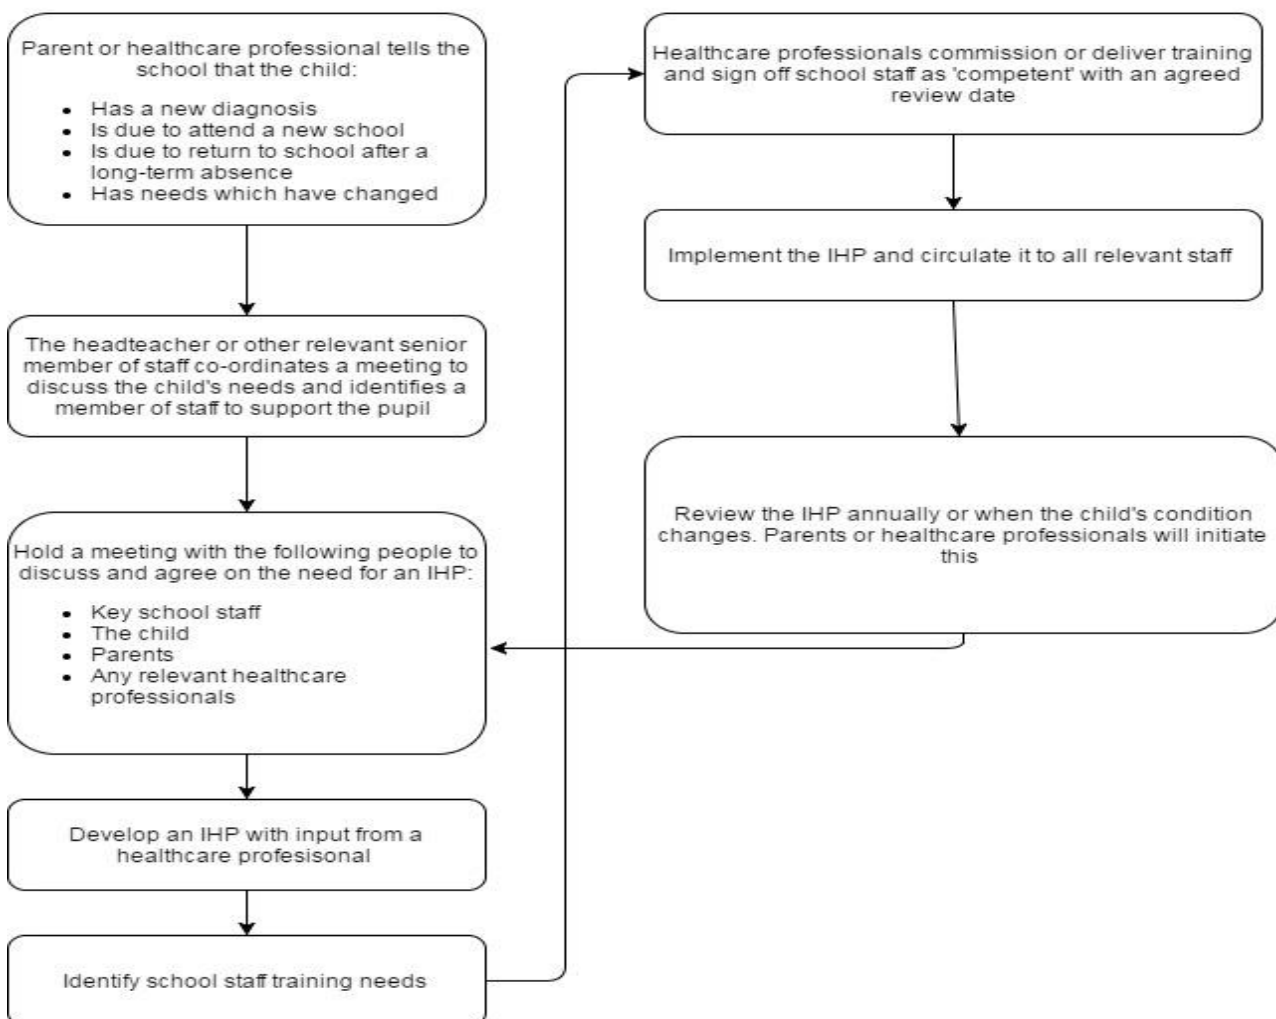 Parent or healthcare professional tells the
school that the child:
• Has a new diagnosis
• Is due to attend a new school
• Is due to return to school after a
long-term absence
• Has needs which have changed
The headteacher or other relevant senior
member of staff co-ordinates a meeting to
discuss the child's needs and identifies a
member of staff to support the pupil
Hold a meeting with the following people to
discuss and agree on the need for an IHP:
• Key school staff
• The child
• Parents
• Any relevant healthcare
professionals
Develop an IHP with input from a
healthcare profesisonal
Identify school staff training needs
Healthcare professionals commission or deliver training
and sign off school staff as 'competent' with an agreed
review date
Implement the IHP and circulate it to all relevant staff
Review the IHP annually or when the child's condition
changes. Parents or healthcare professionals will initiate
this